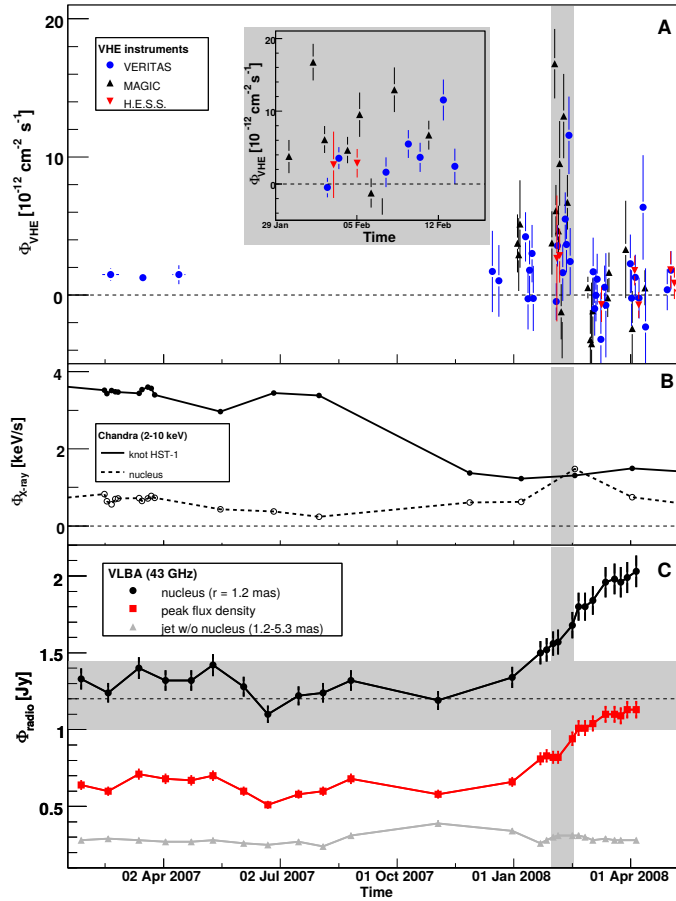 A
VHE instruments
VERITAS
MAGIC
H.E.S.S.
Φ_VHE [10^-12 cm^-2 s^-1]
20
15
10
5
0
Φ_VHE [10^-12 cm^-2 s^-1]
20
15
10
5
0
29 Jan 05 Feb 12 Feb
Time
B
Φ_X-ray [keV/s]
4
2
0
Chandra (2-10 keV)
knot HST-1
nucleus
C
VLBA (43 GHz)
nucleus (r = 1.2 mas)
peak flux density
jet w/o nucleus (1.2-5.3 mas)
Φ_radio [Jy]
2
1.5
1
0.5
02 Apr 2007 02 Jul 2007 01 Oct 2007 01 Jan 2008 01 Apr 2008
Time